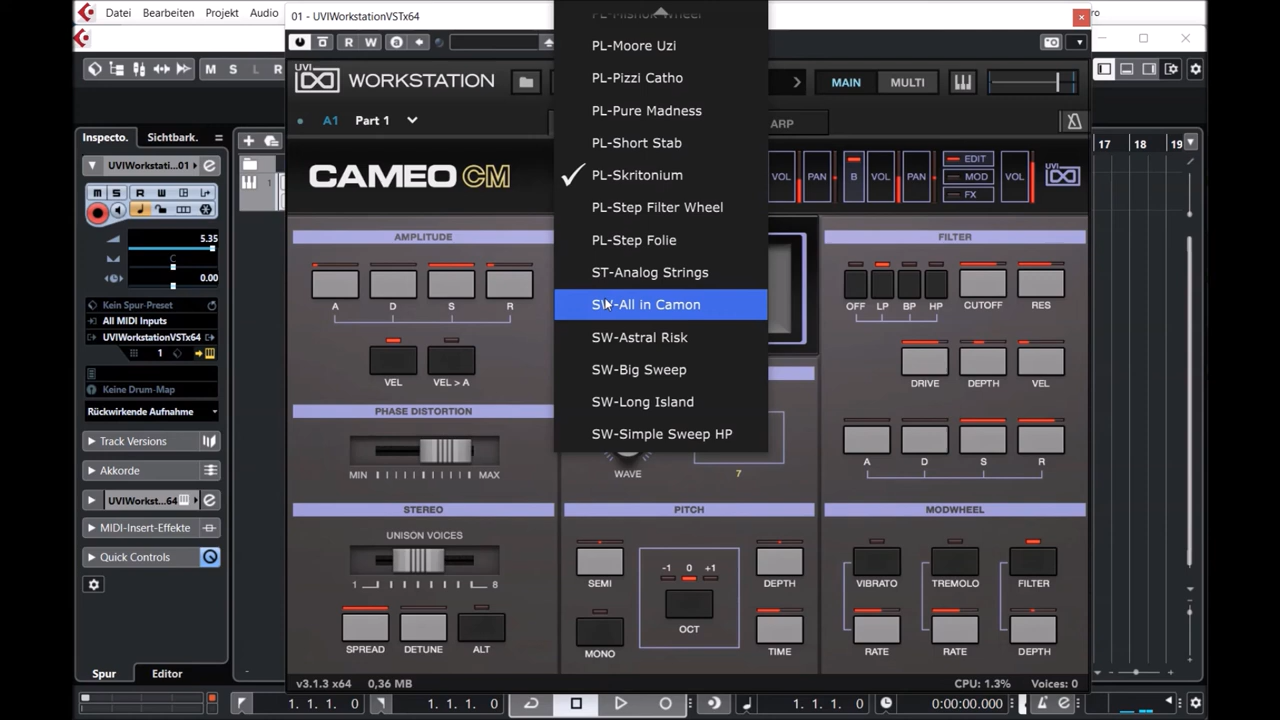 Datei Bearbeiten Projekt Audio
01 - UVIWorkstationVSTx64
M S L
R W
UVI WORKSTATION
MAIN MULTI
A1 Part 1
ARP
CAMEO CM
VOL PAN B VOL PAN
EDIT
MOD
FX
VOL
UVI
PL-Mishok Wheel
PL-Moore Uzi
PL-Pizzi Catho
PL-Pure Madness
PL-Short Stab
PL-Skritonium
PL-Step Filter Wheel
PL-Step Folie
ST-Analog Strings
SW-All in Camon
SW-Astral Risk
SW-Big Sweep
SW-Long Island
SW-Simple Sweep HP
Inspecto. Sichtbark.
UVIWorkstati...01
5.35
C
0.00
Kein Spur-Preset
All MIDI Inputs
UVIWorkstationVSTx64
1
Keine Drum-Map
Rückwirkende Aufnahme
Track Versions
Akkorde
UVIWorkst...64
MIDI-Insert-Effekte
Quick Controls
Spur Editor
AMPLITUDE
A D S R
VEL VEL > A
PHASE DISTORTION
MIN MAX
STEREO
UNISON VOICES
1 8
SPREAD DETUNE ALT
WAVE
7
PITCH
SEMI
-1 0 +1
OCT
DEPTH
MONO
TIME
FILTER
OFF LP BP HP CUTOFF RES
DRIVE DEPTH VEL
A D S R
MODWHEEL
VIBRATO TREMOLO FILTER
RATE RATE DEPTH
17 18 19
v3.1.3 x64 0,36 MB
CPU: 1.3% Voices: 0
1. 1. 1. 0
1. 1. 1. 0
1. 1. 1. 0
0:00:00.000